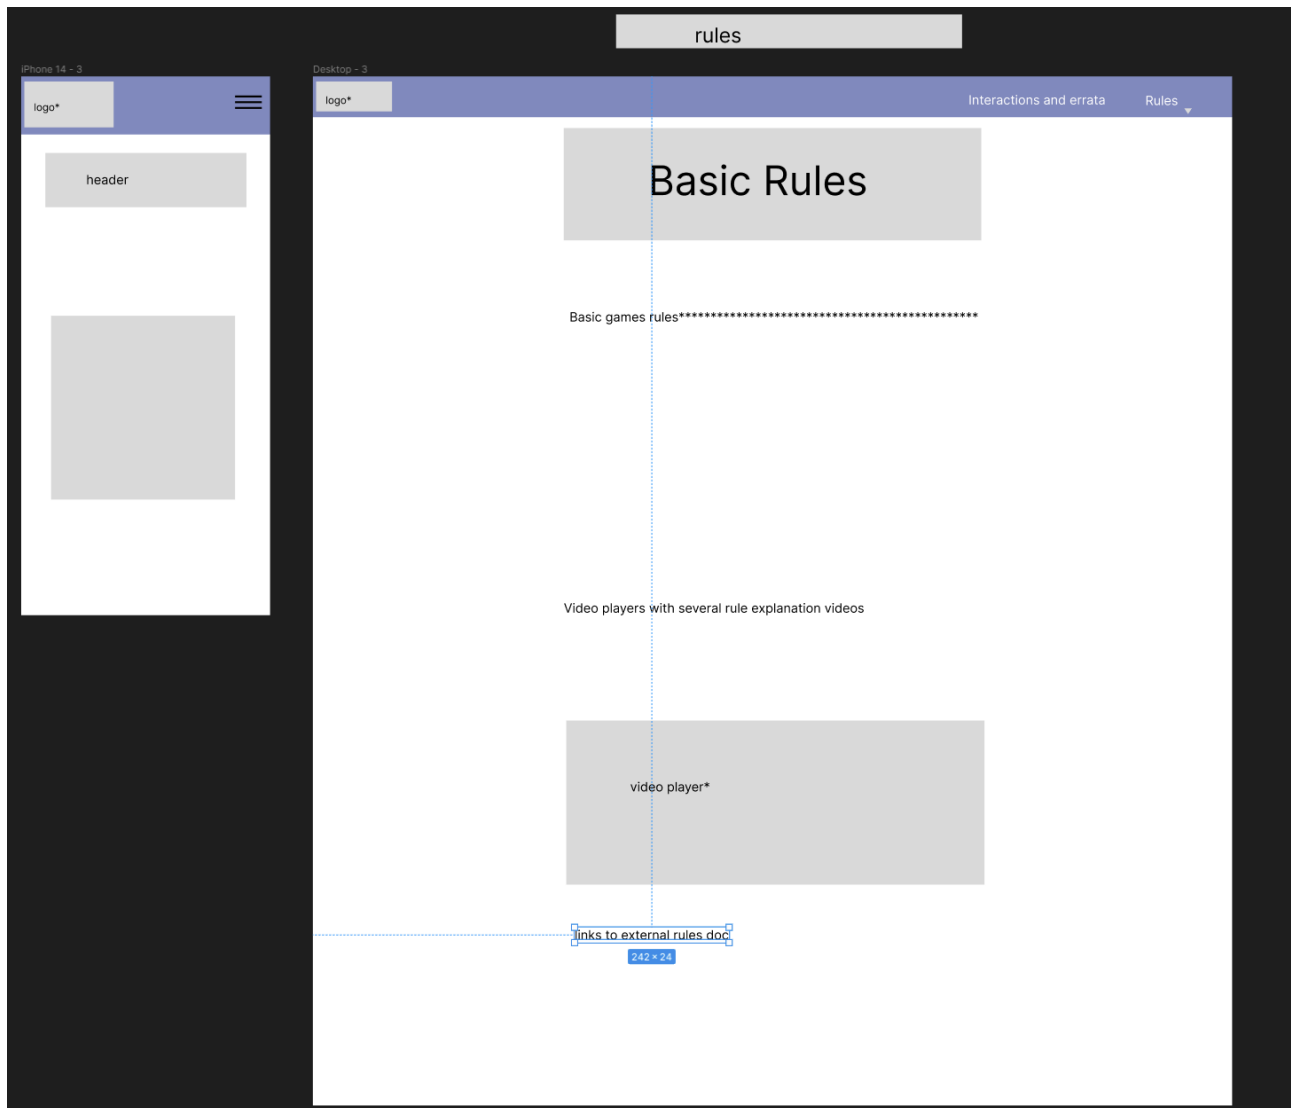 rules
iPhone 14 - 3
Desktop - 3
logo*
logo*
Interactions and errata
Rules
header
Basic Rules
Basic games rules***********************************************
Video players with several rule explanation videos
video player*
links to external rules doc
242 × 24